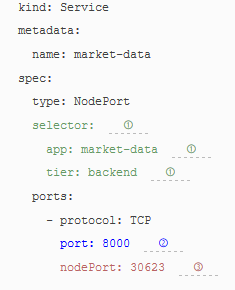 kind: Service
metadata:
name: market-data
spec:
type: NodePort
selector: ①
app: market-data ①
tier: backend ①
ports:
- protocol: TCP
port: 8000 ②
nodePort: 30623 ③